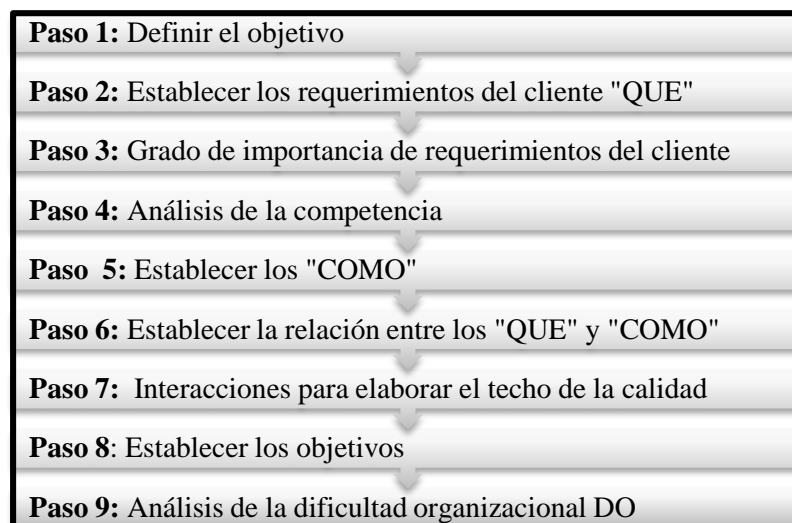 Paso 1: Definir el objetivo
Paso 2: Establecer los requerimientos del cliente "QUE"
Paso 3: Grado de importancia de requerimientos del cliente
Paso 4: Análisis de la competencia
Paso 5: Establecer los "COMO"
Paso 6: Establecer la relación entre los "QUE" y "COMO"
Paso 7: Interacciones para elaborar el techo de la calidad
Paso 8: Establecer los objetivos
Paso 9: Análisis de la dificultad organizacional DO